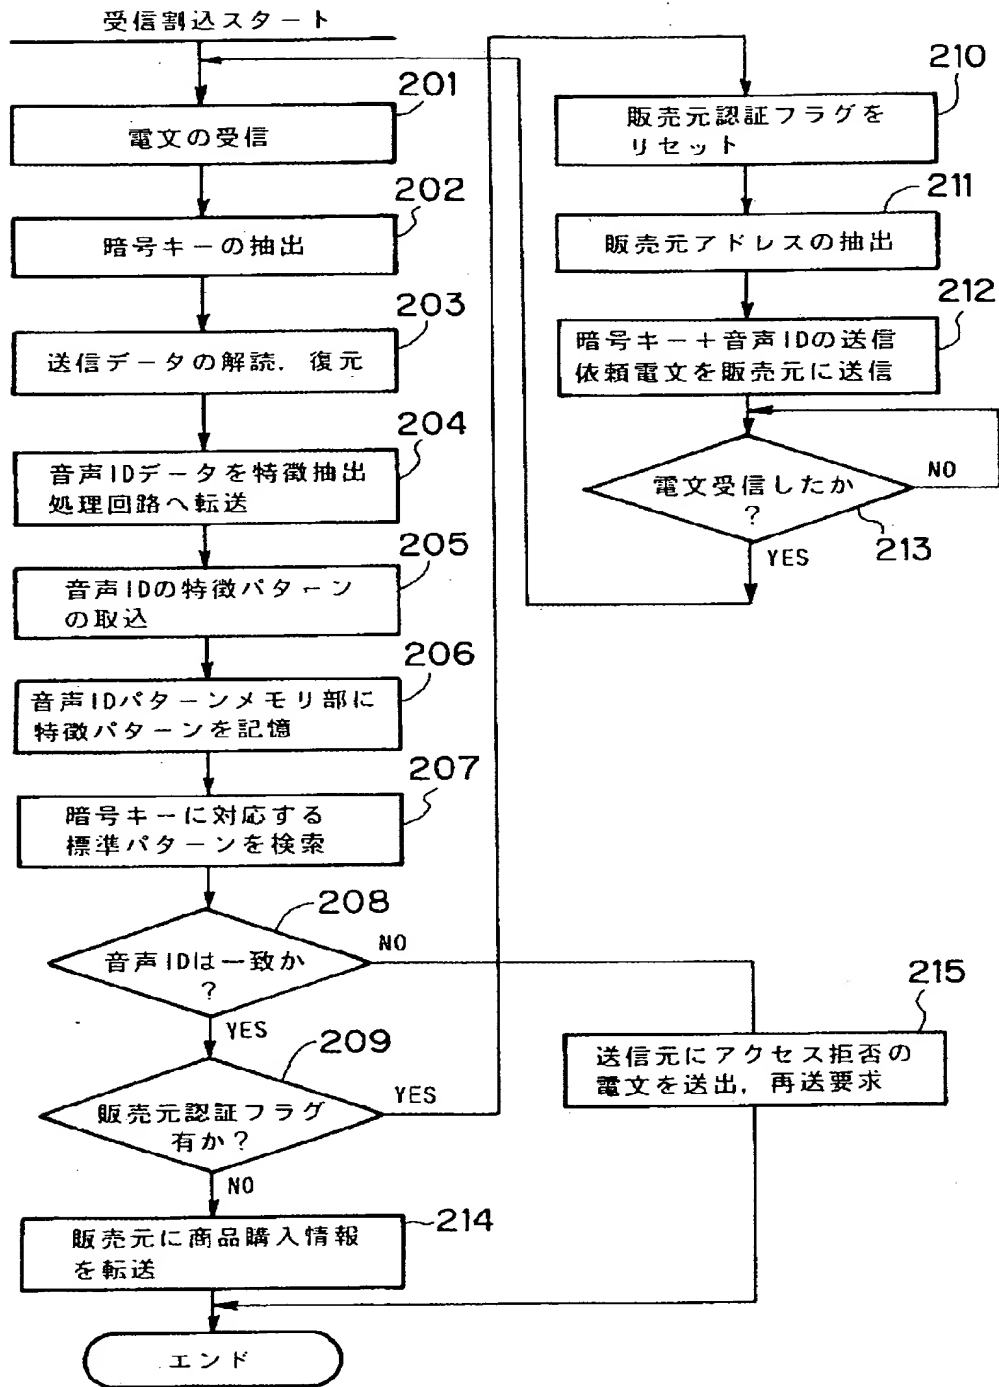 受信割込スタート
201
電文の受信
202
暗号キーの抽出
203
送信データの解読．復元
204
音声IDデータを特徴抽出
処理回路へ転送
205
音声IDの特徴パターン
の取込
206
音声IDパターンメモリ部に
特徴パターンを記憶
207
暗号キーに対応する
標準パターンを検索
208
音声IDは一致か
?
NO
YES
209
販売元認証フラグ
有か?
YES
NO
214
販売元に商品購入情報
を転送
エンド
210
販売元認証フラグを
リセット
211
販売元アドレスの抽出
212
暗号キー+音声IDの送信
依頼電文を販売元に送信
電文受信したか
?
NO
213
YES
215
送信元にアクセス拒否の
電文を送出．再送要求